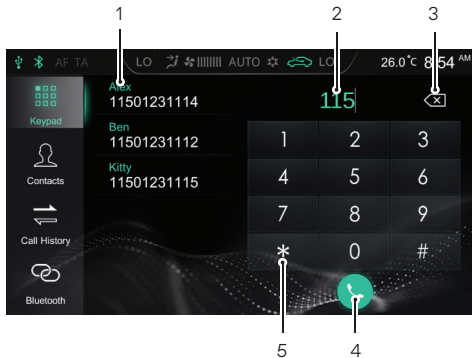 1 2 3
AF TA LO AUTO LO 26.0°C 8:54 AM
Keypad
Contacts
Call History
Bluetooth
Alex
11501231114
Ben
11501231112
Kitty
11501231115
115
1 2 3
4 5 6
7 8 9
* 0 #
5 4